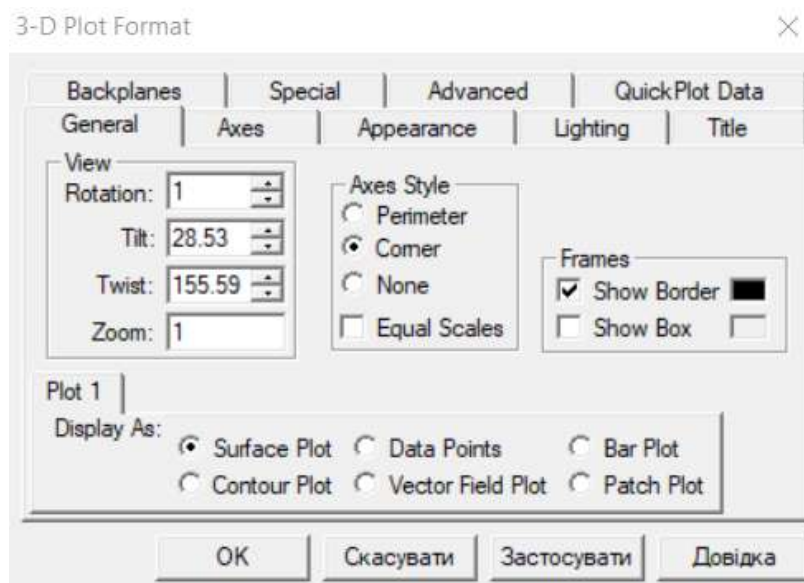 3-D Plot Format
Backplanes Special Advanced QuickPlot Data
General Axes Appearance Lighting Title
View
Rotation: 1
Tilt: 28.53
Twist: 155.59
Zoom: 1
Axes Style
Perimeter
Corner
None
Equal Scales
Frames
Show Border
Show Box
Plot 1
Display As:
Surface Plot Data Points Bar Plot
Contour Plot Vector Field Plot Patch Plot
OK Скасувати Застосувати Довідка